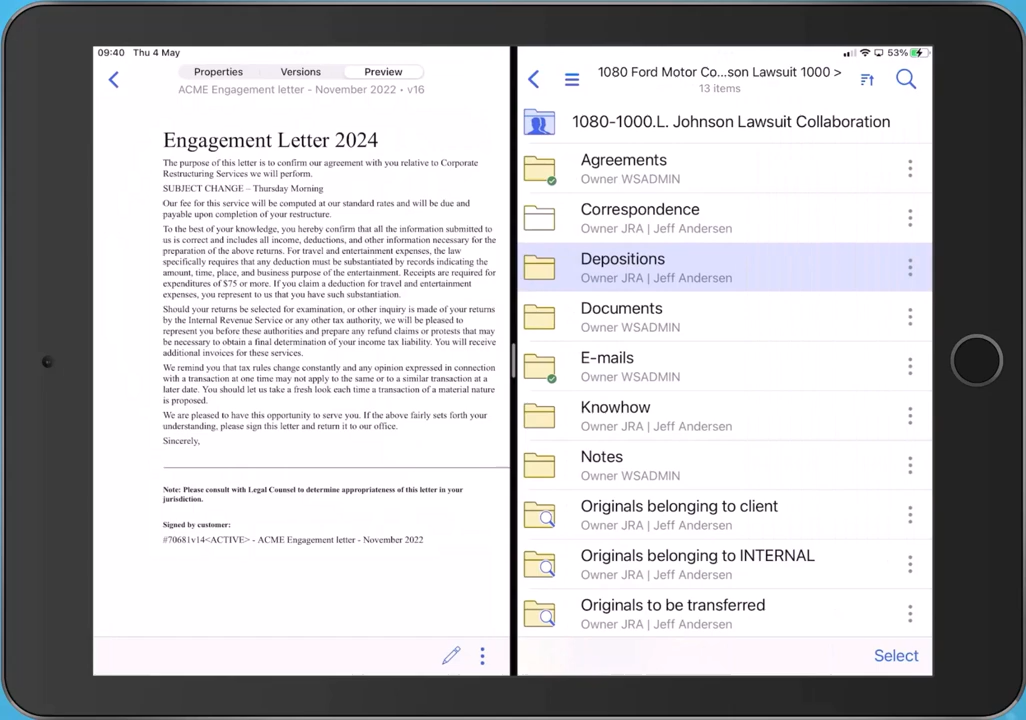 09:40 Thu 4 May
Properties Versions Preview
ACME Engagement letter - November 2022 • v16
Engagement Letter 2024
The purpose of this letter is to confirm our agreement with you relative to Corporate
Restructuring Services we will perform.
SUBJECT CHANGE – Thursday Morning
Our fee for this service will be computed at our standard rates and will be due and
payable upon completion of your restructure.
To the best of your knowledge, you hereby confirm that all the information submitted to
us is correct and includes all income, deductions, and other information necessary for the
preparation of the above returns. For travel and entertainment expenses, the law
specifically requires that any deduction must be substantiated by records indicating the
amount, time, place, and business purpose of the entertainment. Receipts are required for
expenditures of $75 or more. If you claim a deduction for travel and entertainment
expenses, you represent to us that you have such substantiation.
Should your returns be selected for examination, or other inquiry is made of your returns
by the Internal Revenue Service or any other tax authority, we will be pleased to
represent you before these authorities and prepare any refund claims or protests that may
be necessary to obtain a final determination of your income tax liability. You will receive
additional invoices for these services.
We remind you that tax rules change constantly and any opinion expressed in connection
with a transaction at one time may not apply to the same or to a similar transaction at a
later date. You should let us take a fresh look each time a transaction of a material nature
is proposed.
We are pleased to have this opportunity to serve you. If the above fairly sets forth your
understanding, please sign this letter and return it to our office.
Sincerely,
Note: Please consult with Legal Counsel to determine appropriateness of this letter in your
jurisdiction.
Signed by customer:
#70681v14<ACTIVE> - ACME Engagement letter - November 2022
53%
1080 Ford Motor Co...son Lawsuit 1000 >
13 items
1080-1000.L. Johnson Lawsuit Collaboration
Agreements
Owner WSADMIN
Correspondence
Owner JRA | Jeff Andersen
Depositions
Owner JRA | Jeff Andersen
Documents
Owner WSADMIN
E-mails
Owner WSADMIN
Knowhow
Owner JRA | Jeff Andersen
Notes
Owner WSADMIN
Originals belonging to client
Owner JRA | Jeff Andersen
Originals belonging to INTERNAL
Owner JRA | Jeff Andersen
Originals to be transferred
Owner JRA | Jeff Andersen
Select